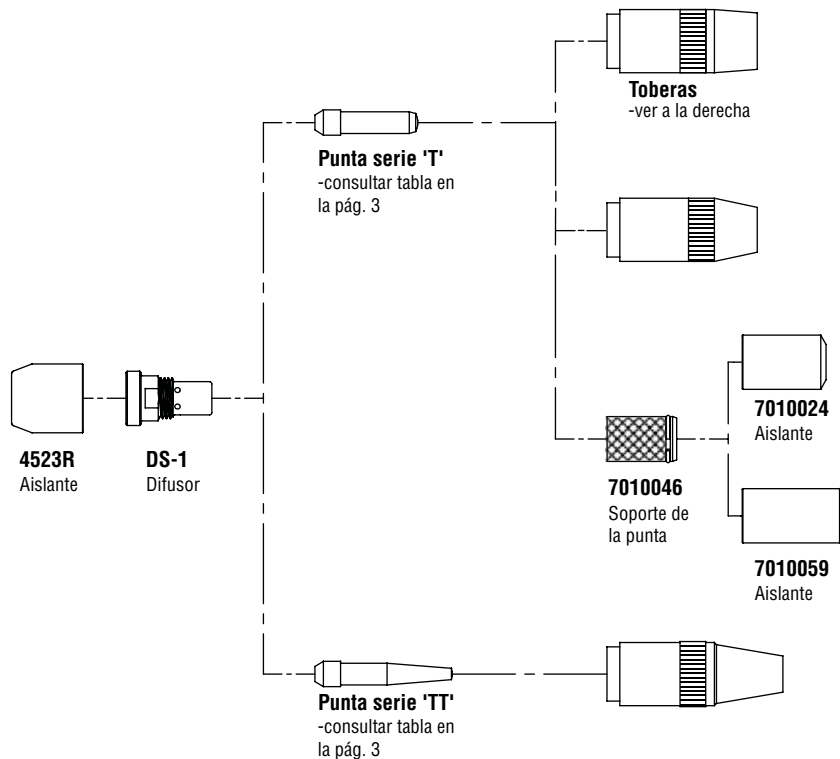 Toberas
-ver a la derecha
Punta serie 'T'
-consultar tabla en
la pág. 3
4523R
Aislante
DS-1
Difusor
7010024
Aislante
7010046
Soporte de
la punta
7010059
Aislante
Punta serie 'TT'
-consultar tabla en
la pág. 3